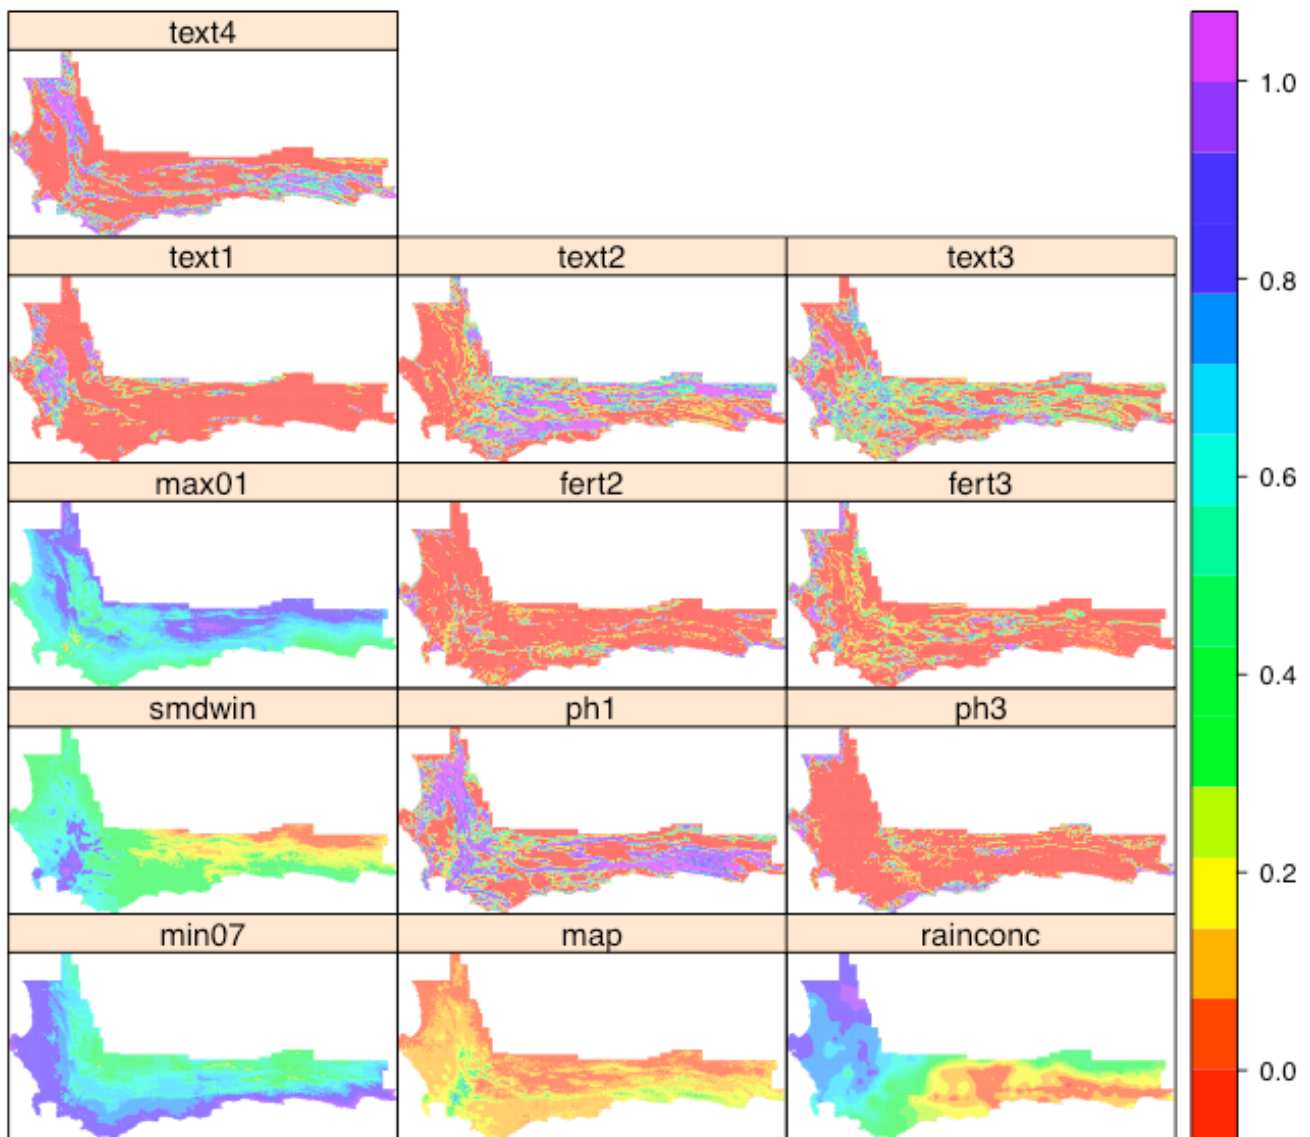 text4
text1 text2 text3
max01 fert2 fert3
smdwin ph1 ph3
min07 map rainconc
1.0
0.8
0.6
0.4
0.2
0.0